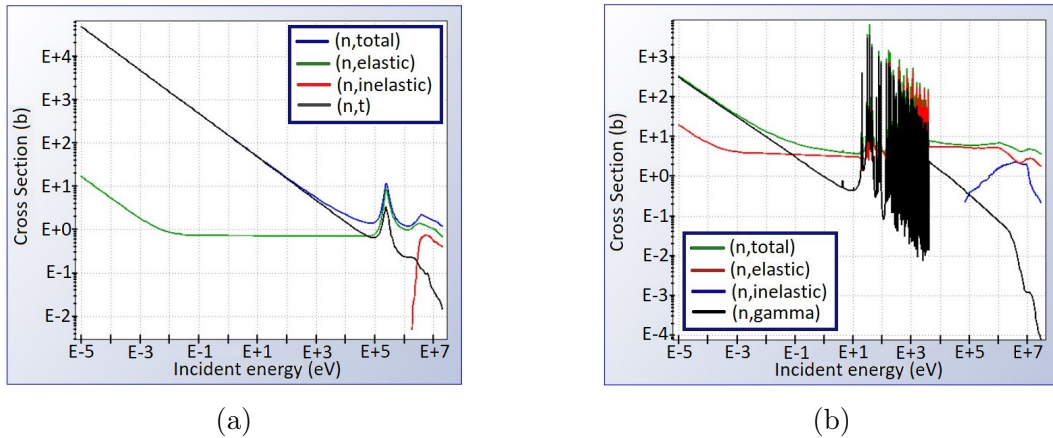 Cross Section (b)
E+4
E+3
E+2
E+1
E+0
E-1
E-2
(n,total)
(n,elastic)
(n,inelastic)
(n,t)
E-5
E-3
E-1
E+1
E+3
E+5
E+7
Incident energy (eV)
(a)
Cross Section (b)
E+3
E+2
E+1
E+0
E-1
E-2
E-3
E-4
(n,total)
(n,elastic)
(n,inelastic)
(n,gamma)
E-5
E-3
E-1
E+1
E+3
E+5
E+7
Incident energy (eV)
(b)